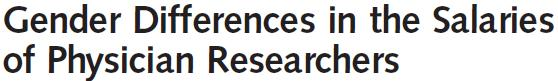 Gender Differences in the Salaries
of Physician Researchers